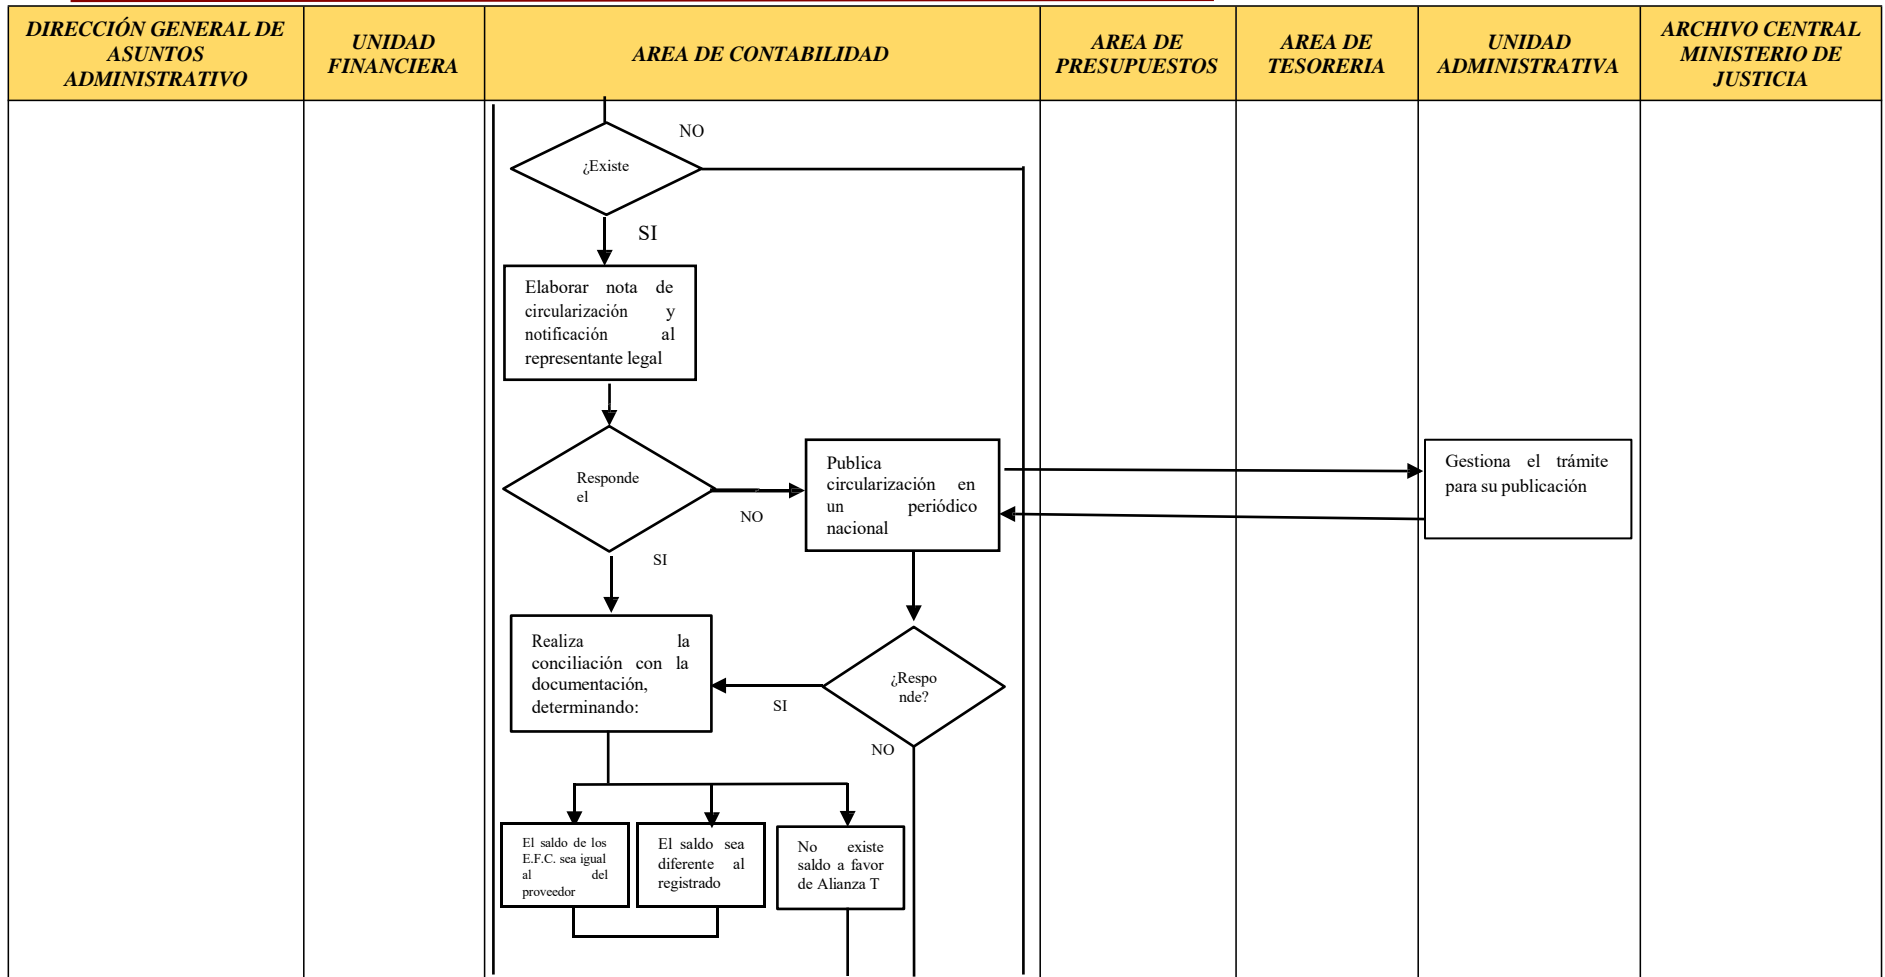 DIRECCIÓN GENERAL DE
ASUNTOS
ADMINISTRATIVO
UNIDAD
FINANCIERA
AREA DE CONTABILIDAD
AREA DE
PRESUPUESTOS
AREA DE
TESORERIA
UNIDAD
ADMINISTRATIVA
ARCHIVO CENTRAL
MINISTERIO DE
JUSTICIA
NO
¿Existe
SI
Elaborar nota de
circularización y
notificación al
representante legal
Responde
el
NO
SI
Publica
circularización en
un periódico
nacional
Gestiona el trámite
para su publicación
Realiza la
conciliación con la
documentación,
determinando:
SI
¿Respo
nde?
NO
El saldo de los
E.F.C. sea igual
al del
proveedor
El saldo sea
diferente al
registrado
No existe
saldo a favor
de Alianza T